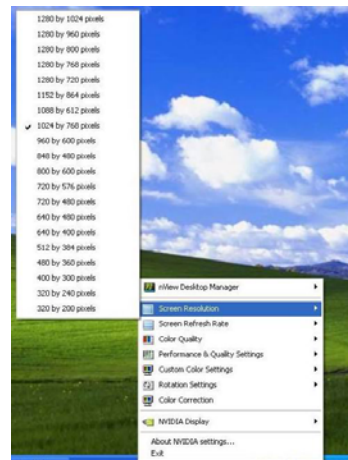 1280 by 1024 pixels
1280 by 960 pixels
1280 by 800 pixels
1280 by 768 pixels
1280 by 720 pixels
1152 by 864 pixels
1088 by 612 pixels
1024 by 768 pixels
960 by 600 pixels
848 by 480 pixels
800 by 600 pixels
720 by 576 pixels
720 by 480 pixels
640 by 480 pixels
640 by 400 pixels
512 by 384 pixels
480 by 360 pixels
400 by 300 pixels
320 by 240 pixels
320 by 200 pixels
nView Desktop Manager
Screen Resolution
Screen Refresh Rate
Color Quality
Performance & Quality Settings
Custom Color Settings
Rotation Settings
Color Correction
NVIDIA Display
About NVIDIA settings...
Exit